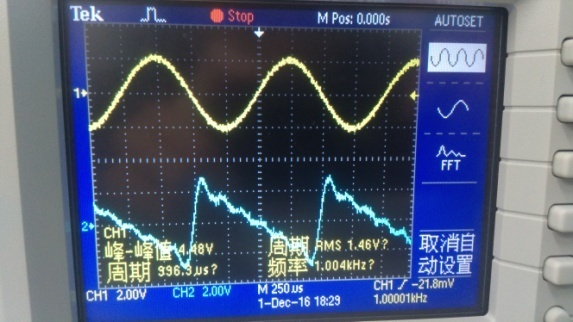 Tek Stop M Pos: 0.000s AUTOSET
1
FFT
2
CH1
峰-峰值 4.48V 周期 RMS 1.46V?
周期 996.3µs? 频率 1.004kHz?
取消自
动设置
CH1 2.00V CH2 2.00V M 250µs CH1 -21.8mV
1-Dec-16 18:29 1.00001kHz